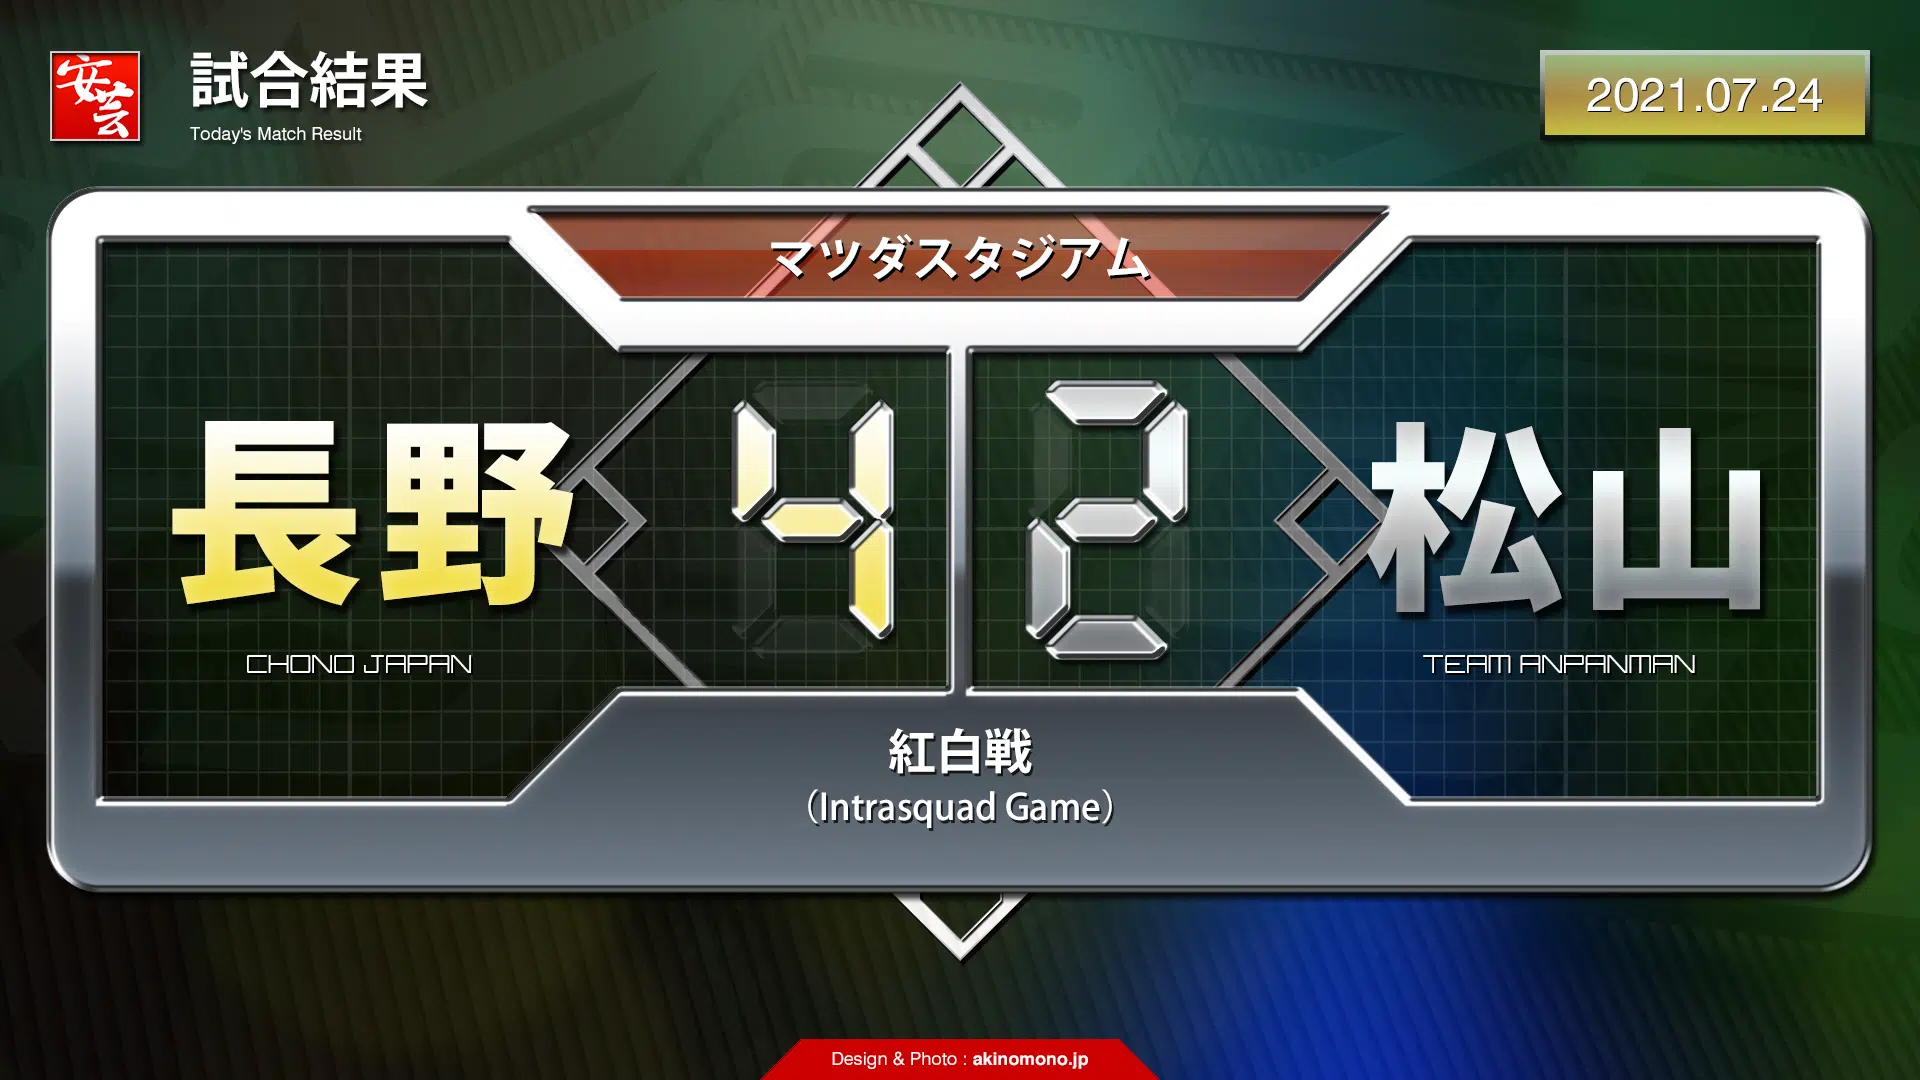 安芸
試合結果
Today's Match Result
2021.07.24
マツダスタジアム
長野
4
2
松山
CHONO JAPAN
TEAM ANPANMAN
紅白戦
（Intrasquad Game）
Design & Photo : akinomono.jp